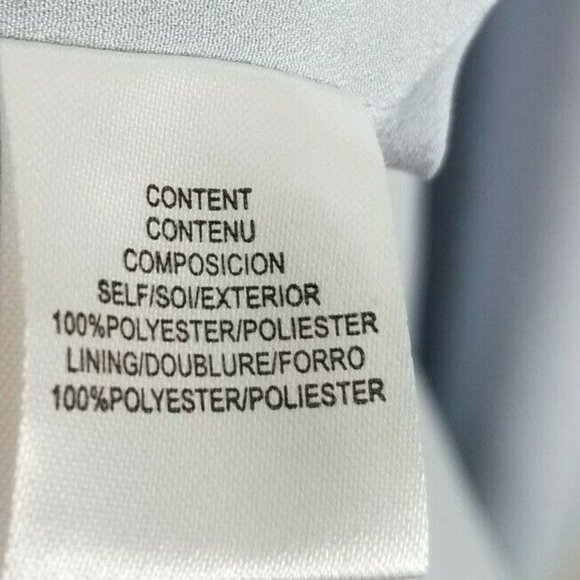 CONTENT
CONTENU
COMPOSICION
SELF/SOI/EXTERIOR
100%POLYESTER/POLIESTER
LINING/DOUBLURE/FORRO
100%POLYESTER/POLIESTER